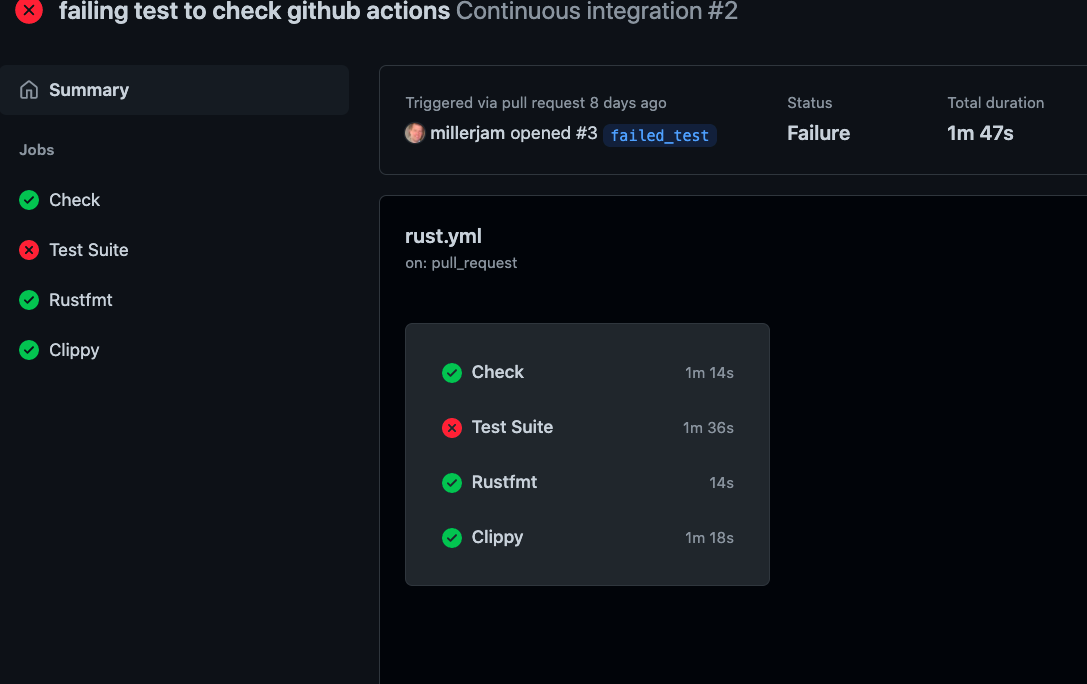 failing test to check github actions Continuous integration #2
Summary
Jobs
Check
Test Suite
Rustfmt
Clippy
Triggered via pull request 8 days ago
millerjam opened #3 failed_test
Status
Failure
Total duration
1m 47s
rust.yml
on: pull_request
Check 1m 14s
Test Suite 1m 36s
Rustfmt 14s
Clippy 1m 18s